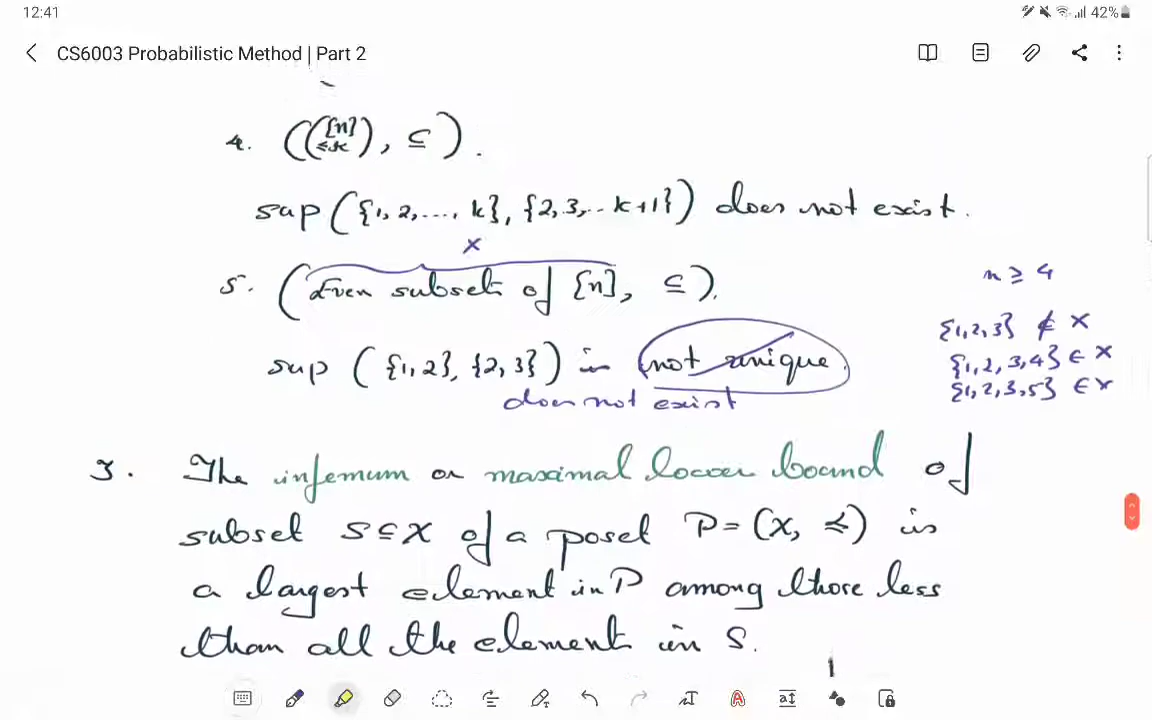 12:41 42%
CS6003 Probabilistic Method | Part 2
4. (([n] ≤k), ⊆).
sup ({1,2,..., k}, {2,3,.. k+1}) does not exist.
x
5. (Even subsets of [n], ⊆).
n ≥ 4
{1,2,3} ∉ X
sup ({1,2}, {2,3}) is not unique.
{1,2,3,4} ∈ X
{1,2,3,5} ∈ X
does not exist
3. The infemum or maximal lower bound of
subset S⊆X of a poset P=(X, ≼) is
a largest element in P among those less
than all the element in S.